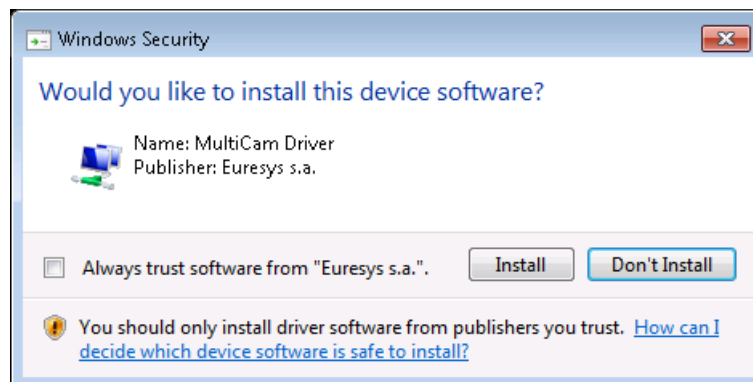 Windows Security
Would you like to install this device software?
Name: MultiCam Driver
Publisher: Euresys s.a.
Always trust software from "Euresys s.a.".
Install
Don't Install
You should only install driver software from publishers you trust. How can I
decide which device software is safe to install?